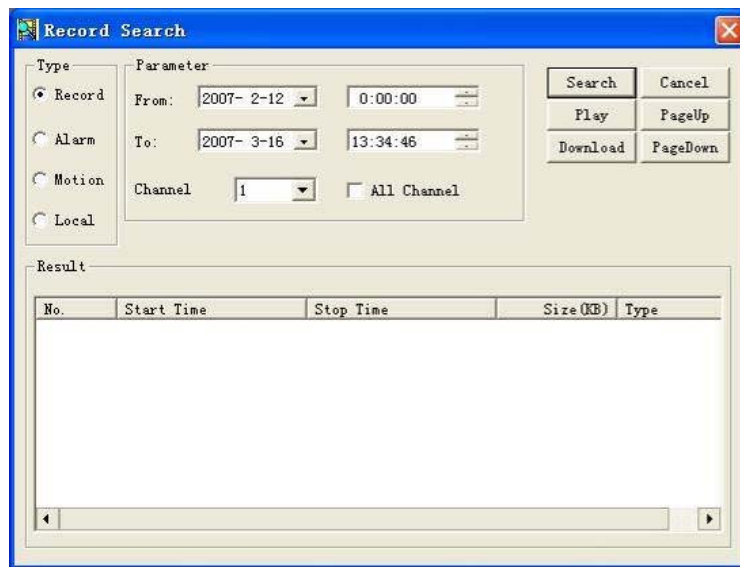 Record Search
Type
Record
Alarm
Motion
Local
Parameter
From: 2007- 2-12 0:00:00
To: 2007- 3-16 13:34:46
Channel 1 All Channel
Search Cancel
Play PageUp
Download PageDown
Result
No. Start Time Stop Time Size(KB) Type